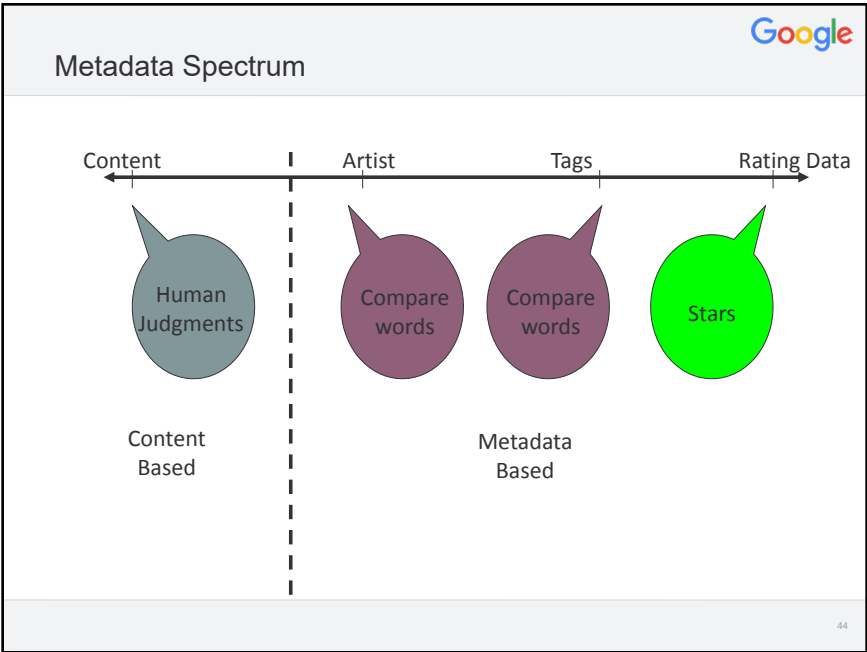 Google
Metadata Spectrum
Content Artist Tags Rating Data
Human
Judgments
Compare
words
Compare
words
Stars
Content
Based
Metadata
Based
44